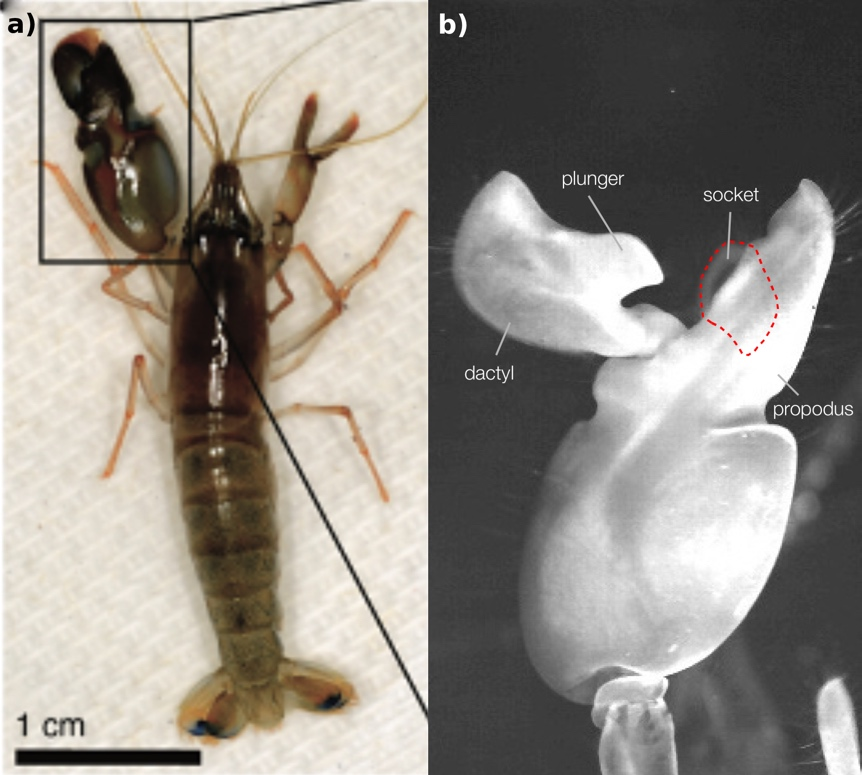 a)
b)
plunger
socket
dactyl
propodus
1 cm